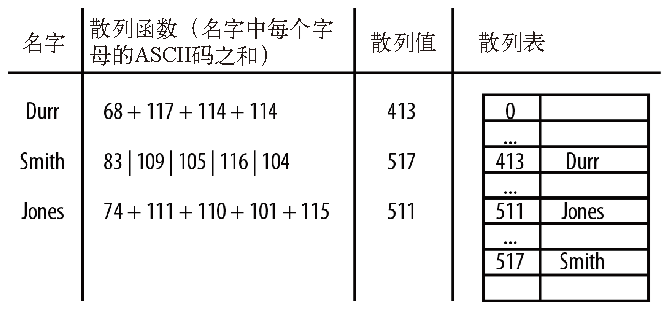 名字 散列函数（名字中每个字母的ASCII码之和） 散列值 散列表
Durr 68 + 117 + 114 + 114 413
Smith 83 | 109 | 105 | 116 | 104 517
Jones 74 + 111 + 110 + 101 + 115 511
0
...
413 Durr
...
511 Jones
...
517 Smith